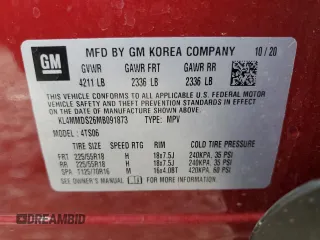 GM
MFD BY GM KOREA COMPANY 10/20
GVWR GAWR FRT GAWR RR
4211 LB 2336 LB 2336 LB
THIS VEHICLE CONFORMS TO ALL APPLICABLE U.S. FEDERAL MOTOR
VEHICLE SAFETY, BUMPER, AND THEFT PREVENTION STANDARDS IN
EFFECT ON THE DATE OF MANUFACTURE SHOWN ABOVE.
KL4MMDS26MB091873 TYPE: MPV
MODEL: 4TS06
TIRE SIZE SPEED RTG RIM COLD TIRE PRESSURE
FRT 225/55R18 H 18x7.5J 240KPA, 35 PSI
RR 225/55R18 H 18x7.5J 240KPA, 35 PSI
SPA T125/70R16 M 16x4.0BT 420KPA, 60 PSI
SEE OWNER'S MANUAL FOR ADDITIONAL INFORMATION
DREAMBID